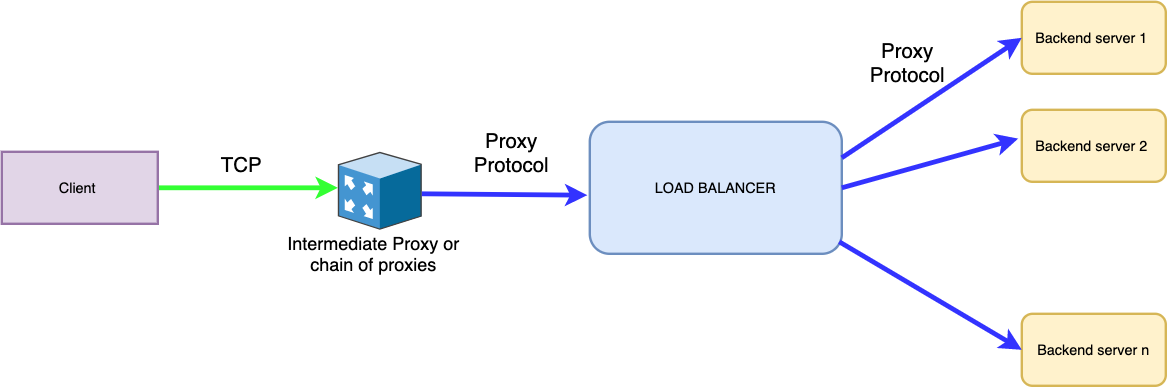 Client
TCP
Intermediate Proxy or
chain of proxies
Proxy
Protocol
LOAD BALANCER
Proxy
Protocol
Backend server 1
Backend server 2
Backend server n